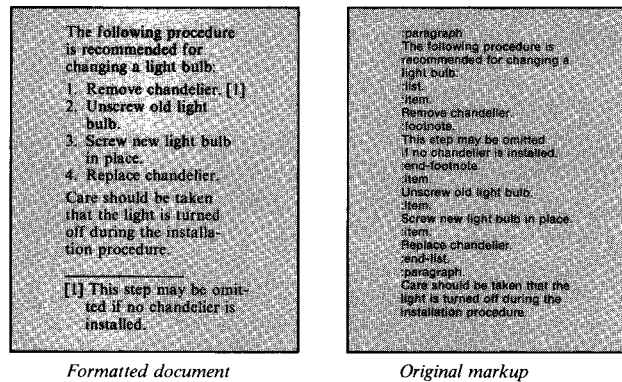 The following procedure
is recommended for
changing a light bulb:
1. Remove chandelier. [1]
2. Unscrew old light
bulb.
3. Screw new light bulb
in place.
4. Replace chandelier.
Care should be taken
that the light is turned
off during the installa-
tion procedure.
[1] This step may be omit-
ted if no chandelier is
installed.
Formatted document
:paragraph
The following procedure is
recommended for changing a
light bulb.
:list.
:item.
Remove chandelier.
:footnote.
This step may be omitted
if no chandelier is installed.
:end-footnote.
:item.
Unscrew old light bulb.
:item.
Screw new light bulb in place.
:item.
Replace chandelier.
:end-list.
:paragraph.
Care should be taken that the
light is turned off during the
installation procedure
Original markup